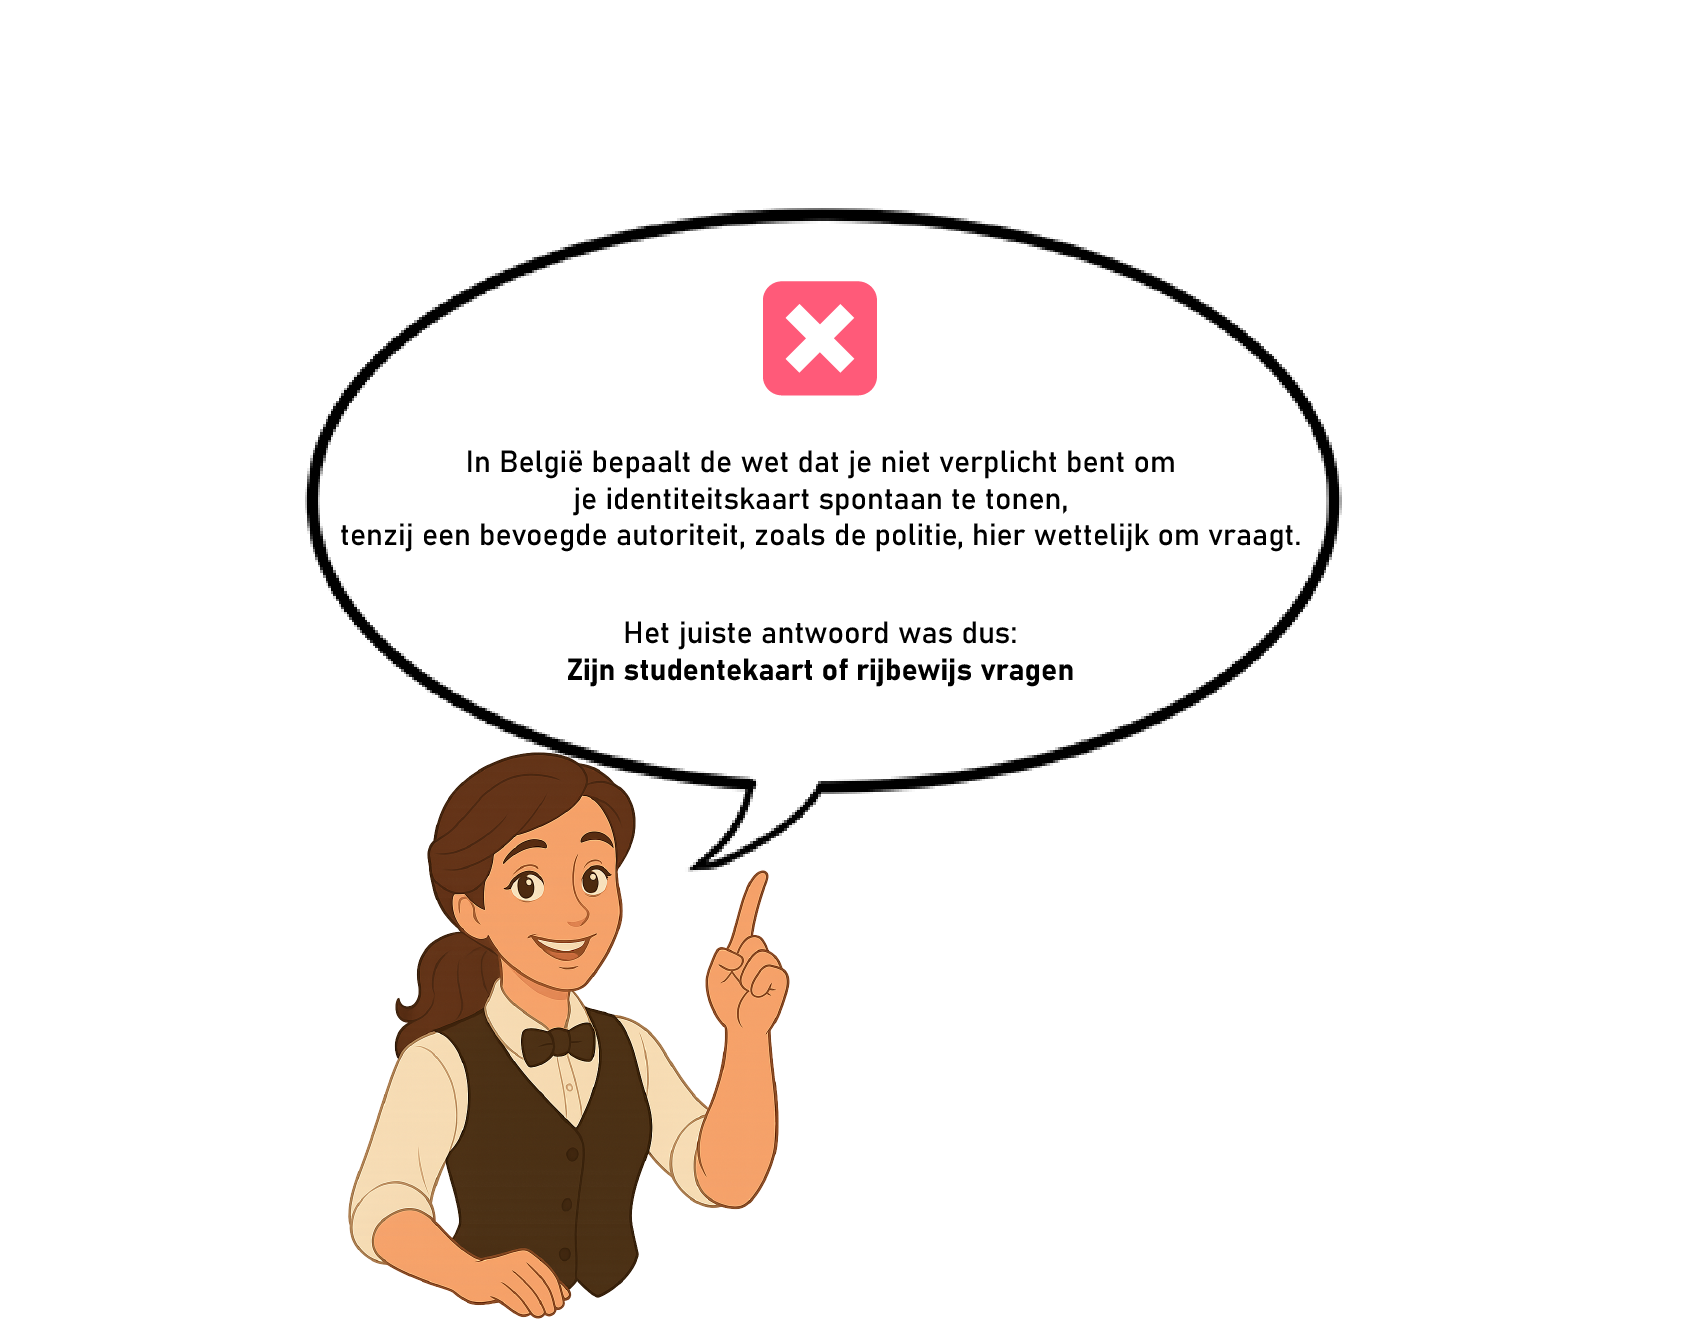 In België bepaalt de wet dat je niet verplicht bent om
je identiteitskaart spontaan te tonen,
tenzij een bevoegde autoriteit, zoals de politie, hier wettelijk om vraagt.
Het juiste antwoord was dus:
Zijn studentekaart of rijbewijs vragen